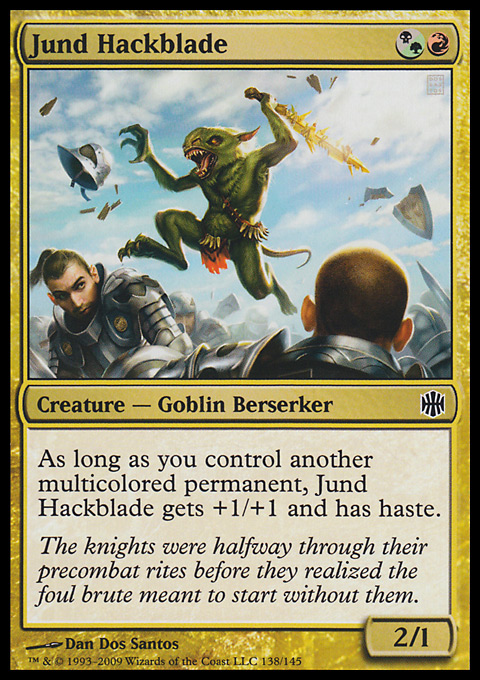 Jund Hackblade
Creature — Goblin Berserker
As long as you control another
multicolored permanent, Jund
Hackblade gets +1/+1 and has haste.
The knights were halfway through their
precombat rites before they realized the
foul brute meant to start without them.
Dan Dos Santos
2/1
™ & © 1993–2009 Wizards of the Coast LLC 138/145